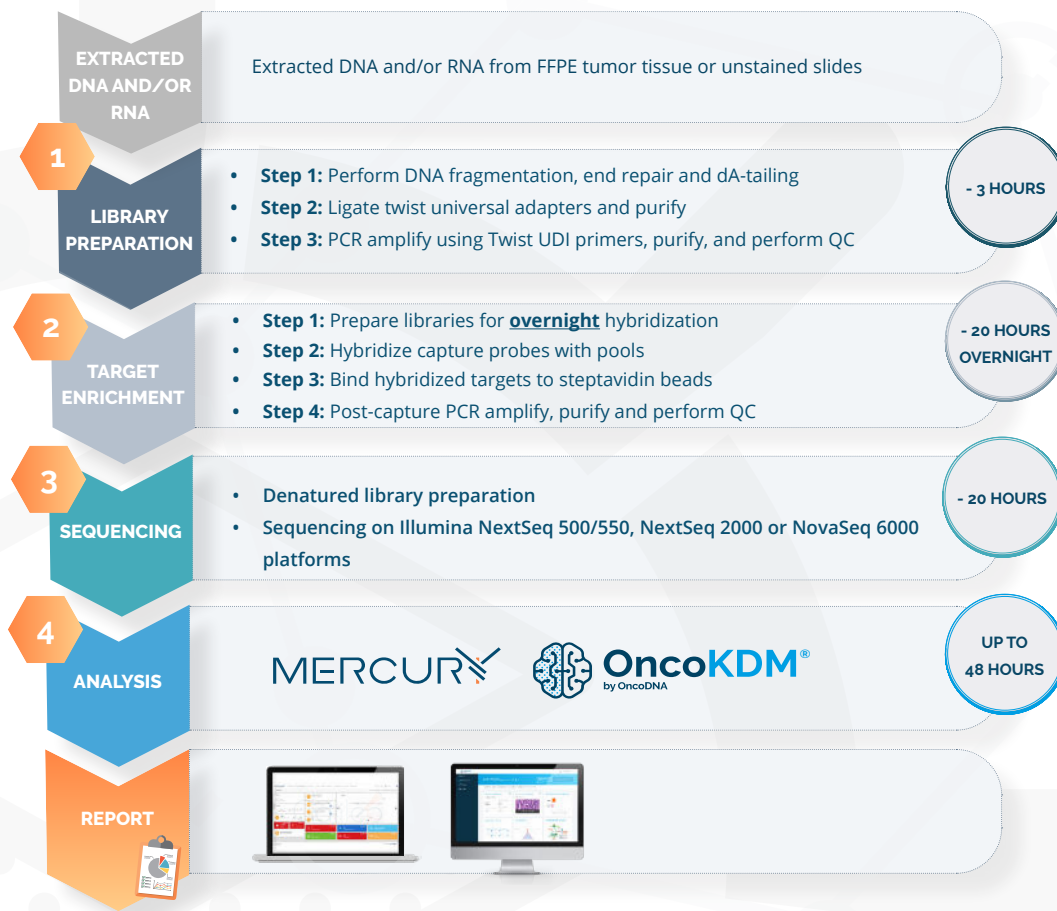 EXTRACTED
DNA AND/OR
RNA
Extracted DNA and/or RNA from FFPE tumor tissue or unstained slides
1
LIBRARY
PREPARATION
• Step 1: Perform DNA fragmentation, end repair and dA-tailing
• Step 2: Ligate twist universal adapters and purify
• Step 3: PCR amplify using Twist UDI primers, purify, and perform QC
- 3 HOURS
2
TARGET
ENRICHMENT
• Step 1: Prepare libraries for overnight hybridization
• Step 2: Hybridize capture probes with pools
• Step 3: Bind hybridized targets to steptavidin beads
• Step 4: Post-capture PCR amplify, purify and perform QC
- 20 HOURS
OVERNIGHT
3
SEQUENCING
• Denatured library preparation
• Sequencing on Illumina NextSeq 500/550, NextSeq 2000 or NovaSeq 6000
platforms
- 20 HOURS
4
ANALYSIS
MERCURY
OncoKDM®
by OncoDNA
UP TO
48 HOURS
REPORT